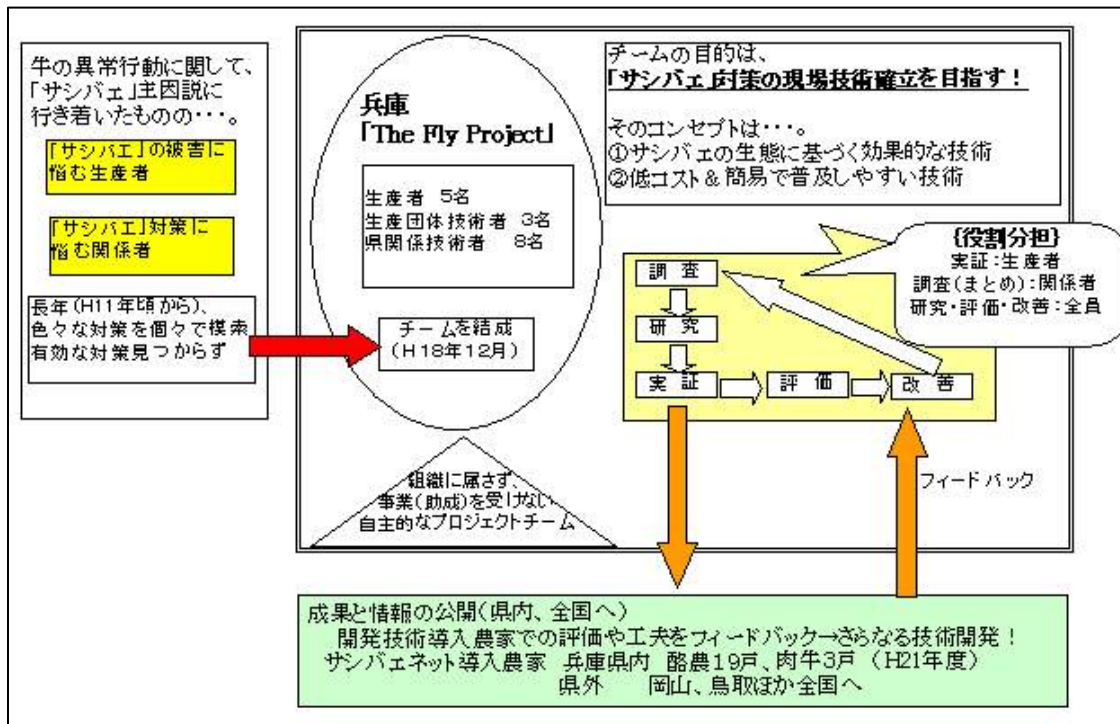 牛の異常行動に関して、
「サシバェ」主因説に
行き着いたものの・・・。
「サシバエ」の被害に
悩む生産者
「サシバエ」対策に
悩む関係者
長年(H11年頃から)、
色々な対策を個々で模索
有効な対策見つからず
兵庫
「The Fly Project」
生産者 5名
生産団体技術者 3名
県関係技術者 8名
チームを結成
(H18年12月)
組織に属さず、
事業(助成)を受けない
自主的なプロジェクトチーム
チームの目的は、
「サシバェ」対策の現場技術確立を目指す！
そのコンセプトは・・・。
①サシバェの生態に基づく効果的な技術
②低コスト＆簡易で普及しやすい技術
{役割分担}
実証：生産者
調査(まとめ)：関係者
研究・評価・改善：全員
調査
研究
実証
評価
改善
フィードバック
成果と情報の公開(県内、全国へ)
開発技術導入農家での評価や工夫をフィードバック→さらなる技術開発！
サシバェネット導入農家 兵庫県内 酪農19戸、肉牛3戸 (H21年度)
県外 岡山、鳥取ほか全国へ